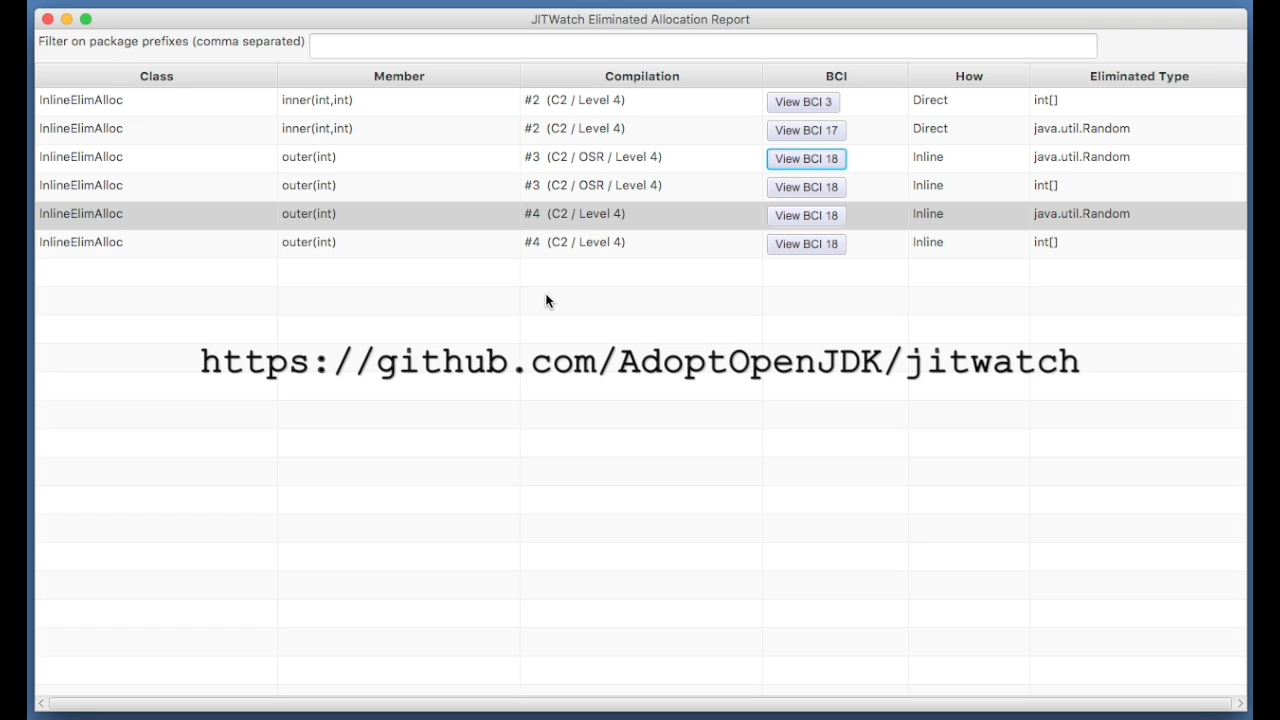 JITWatch Eliminated Allocation Report
Filter on package prefixes (comma separated)
Class Member Compilation BCI How Eliminated Type
InlineElimAlloc inner(int,int) #2 (C2 / Level 4) View BCI 3 Direct int[]
InlineElimAlloc inner(int,int) #2 (C2 / Level 4) View BCI 17 Direct java.util.Random
InlineElimAlloc outer(int) #3 (C2 / OSR / Level 4) View BCI 18 Inline java.util.Random
InlineElimAlloc outer(int) #3 (C2 / OSR / Level 4) View BCI 18 Inline int[]
InlineElimAlloc outer(int) #4 (C2 / Level 4) View BCI 18 Inline java.util.Random
InlineElimAlloc outer(int) #4 (C2 / Level 4) View BCI 18 Inline int[]
https://github.com/AdoptOpenJDK/jitwatch